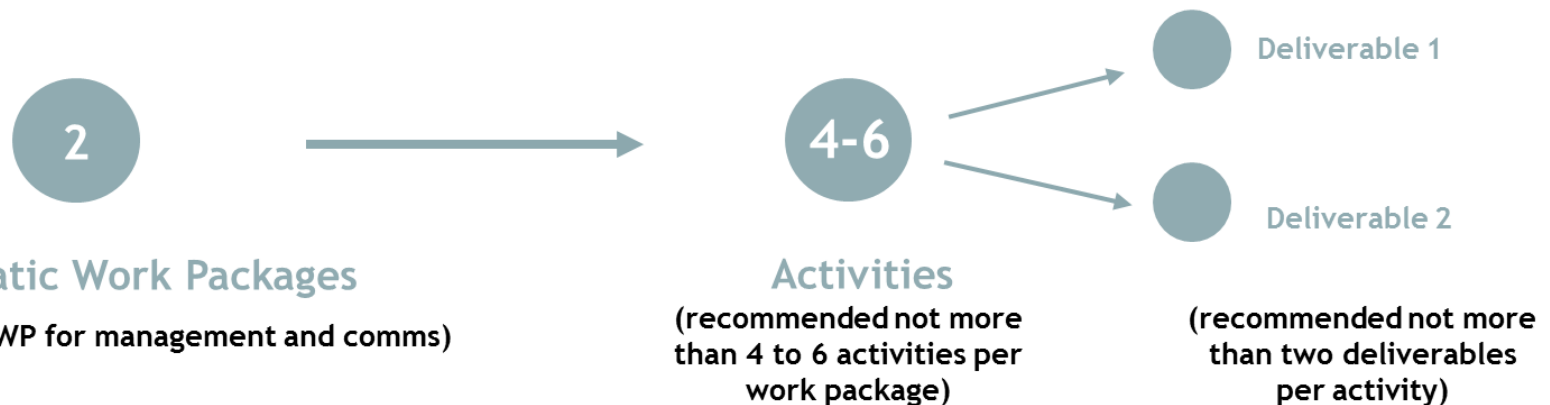 2
4-6
Deliverable 1
Deliverable 2
atic Work Packages
WP for management and comms)
Activities
(recommended not more
than 4 to 6 activities per
work package)
(recommended not more
than two deliverables
per activity)